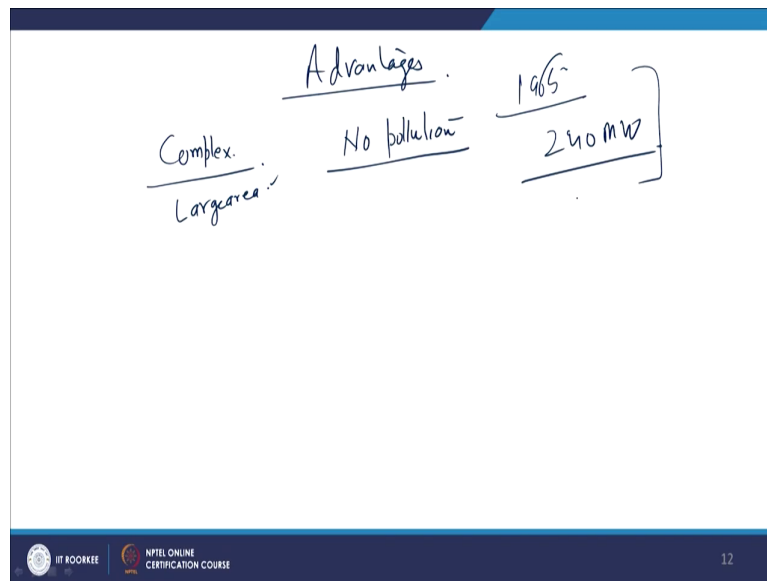 Advantages.
1965
Complex.
No pollution
240 MW
Large area.
IIT ROORKEE
NPTEL ONLINE
CERTIFICATION COURSE
12